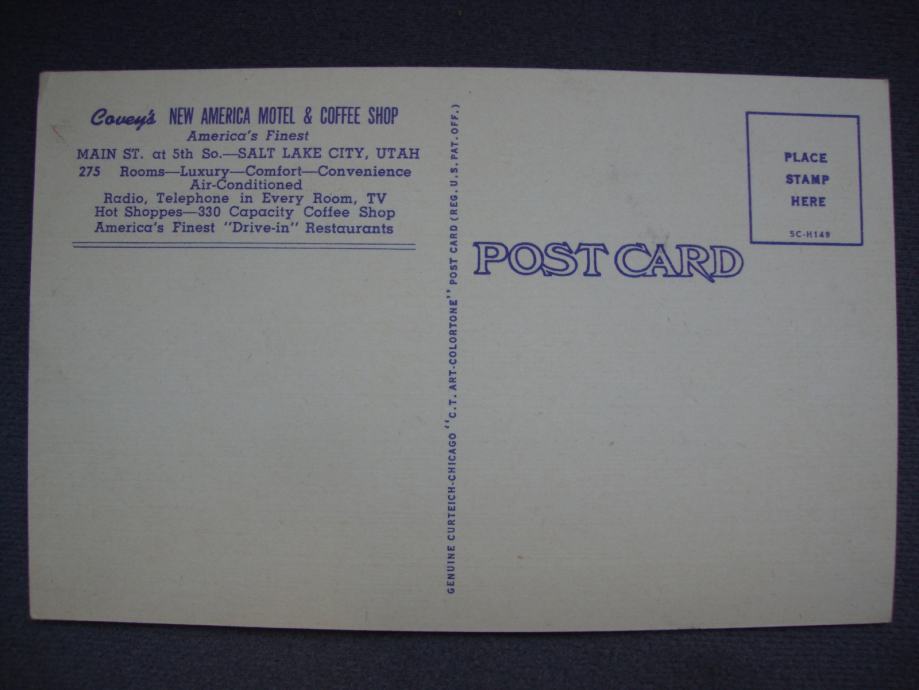 Covey's NEW AMERICA MOTEL & COFFEE SHOP
America's Finest
MAIN ST. at 5th So.—SALT LAKE CITY, UTAH
275 Rooms—Luxury—Comfort—Convenience
Air-Conditioned
Radio, Telephone in Every Room, TV
Hot Shoppes—330 Capacity Coffee Shop
America's Finest "Drive-in" Restaurants
GENUINE CURTEICH-CHICAGO "C.T. ART-COLORTONE" POST CARD (REG. U.S. PAT. OFF.)
POST CARD
PLACE
STAMP
HERE
5C-H149